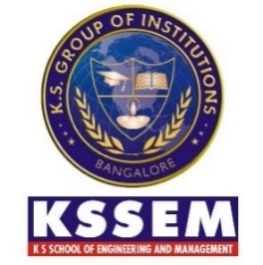 K.S. GROUP OF INSTITUTIONS
BANGALORE
KSSEM
K S SCHOOL OF ENGINEERING AND MANAGEMENT